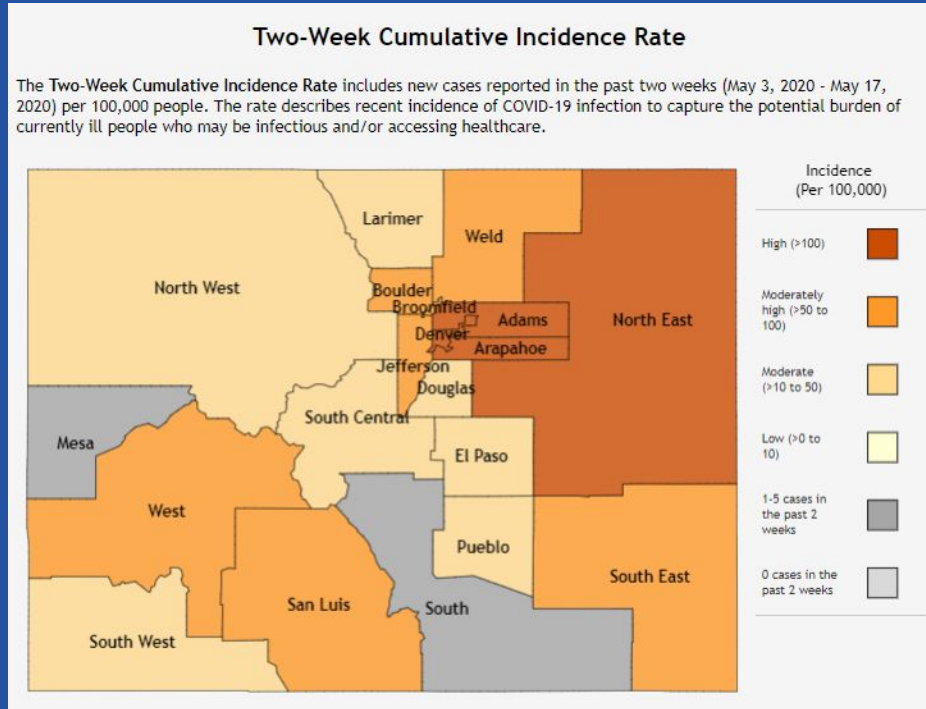 Two-Week Cumulative Incidence Rate
The Two-Week Cumulative Incidence Rate includes new cases reported in the past two weeks (May 3, 2020 - May 17,
2020) per 100,000 people. The rate describes recent incidence of COVID-19 infection to capture the potential burden of
currently ill people who may be infectious and/or accessing healthcare.
Larimer
Weld
North West
Boulder
Broomfield
Denver
Adams
North East
Arapahoe
Jefferson
Douglas
South Central
Mesa
El Paso
West
Pueblo
South East
San Luis
South
South West
Incidence
(Per 100,000)
High (>100)
Moderately
high (>50 to
100)
Moderate
(>10 to 50)
Low (>0 to
10)
1-5 cases in
the past 2
weeks
0 cases in the
past 2 weeks